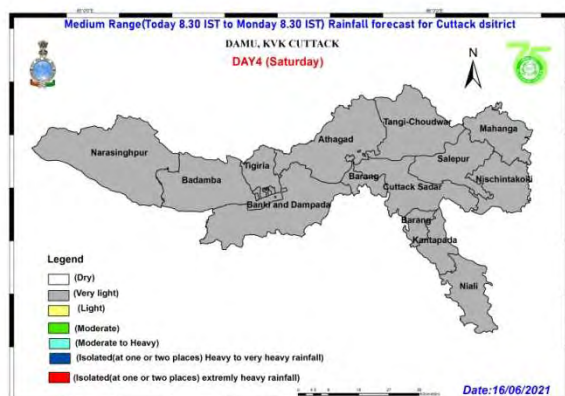 Medium Range(Today 8.30 IST to Monday 8.30 IST) Rainfall forecast for Cuttack dsitrict
DAMU, KVK CUTTACK
DAY4 (Saturday)
N
75
Tangi-Choudwar
Mahanga
Athagad
Narasinghpur
Tigiria
Salepur
Badamba
Barang
Nischintakoili
Cuttack Sadar
Banki and Dampada
Barang
Kantapada
Niali
Legend
(Dry)
(Very light)
(Light)
(Moderate)
(Moderate to Heavy)
(Isolated(at one or two places) Heavy to very heavy rainfall)
(Isolated(at one or two places) extremly heavy rainfall)
Date:16/06/2021